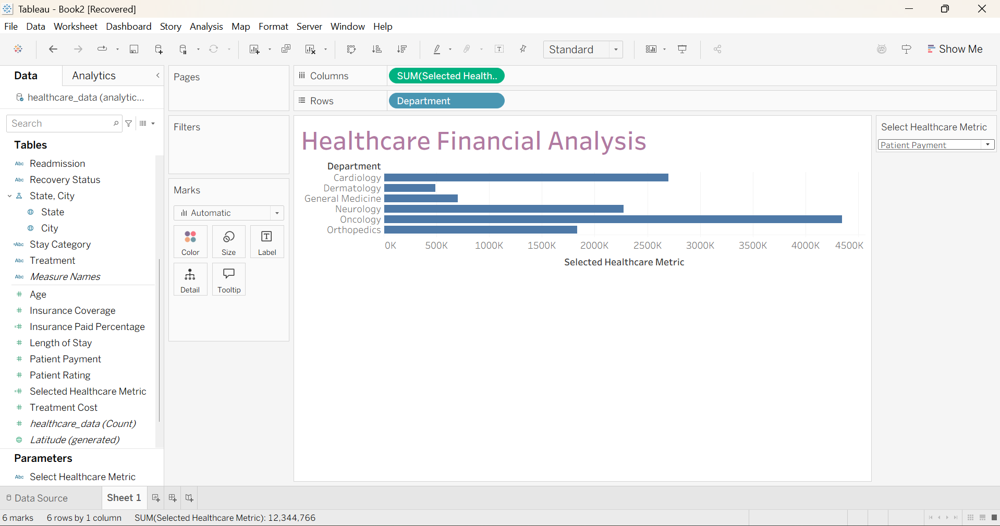 Tableau - Book2 [Recovered]
File Data Worksheet Dashboard Story Analysis Map Format Server Window Help
Standard
Show Me
Data
Analytics
healthcare_data (analytic...
Search
Tables
Abc Readmission
Abc Recovery Status
State, City
State
City
=Abc Stay Category
Abc Treatment
Abc Measure Names
# Age
# Insurance Coverage
=# Insurance Paid Percentage
# Length of Stay
# Patient Payment
# Patient Rating
=# Selected Healthcare Metric
# Treatment Cost
# healthcare_data (Count)
Latitude (generated)
Parameters
Abc Select Healthcare Metric
Pages
Filters
Marks
Automatic
Color
Size
Label
Detail
Tooltip
Columns
SUM(Selected Health..
Rows
Department
Healthcare Financial Analysis
Department
Cardiology
Dermatology
General Medicine
Neurology
Oncology
Orthopedics
0K 500K 1000K 1500K 2000K 2500K 3000K 3500K 4000K 4500K
Selected Healthcare Metric
Select Healthcare Metric
Patient Payment
Data Source
Sheet 1
6 marks 6 rows by 1 column SUM(Selected Healthcare Metric): 12,344,766